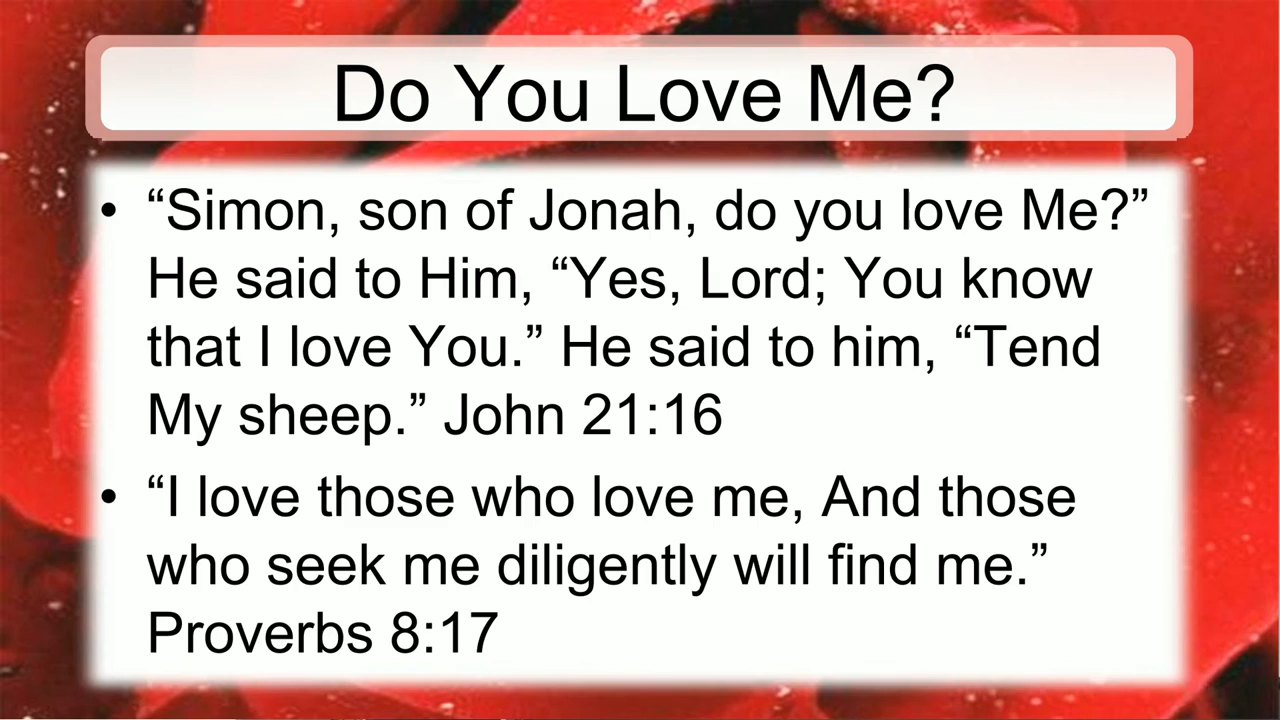 Do You Love Me?
• “Simon, son of Jonah, do you love Me?”
He said to Him, “Yes, Lord; You know
that I love You.” He said to him, “Tend
My sheep.” John 21:16
• “I love those who love me, And those
who seek me diligently will find me.”
Proverbs 8:17